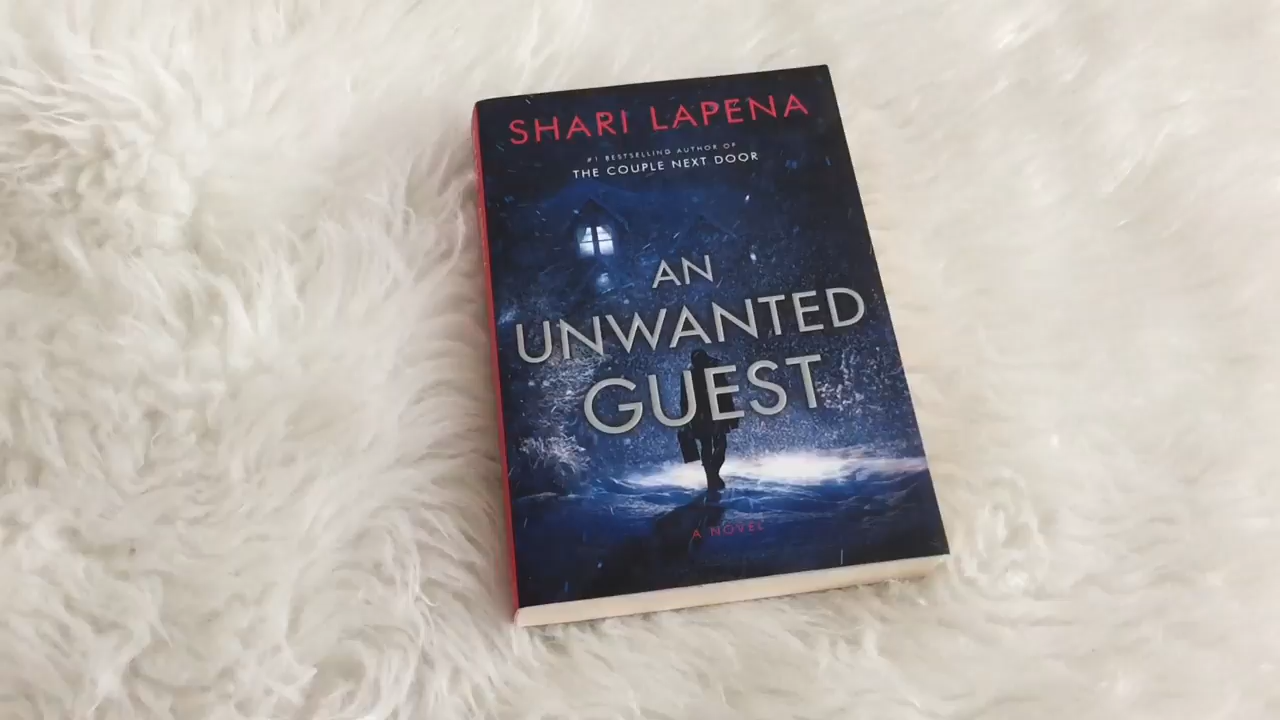 SHARI LAPENA
#1 BESTSELLING AUTHOR OF
THE COUPLE NEXT DOOR
AN
UNWANTED
GUEST
A NOVEL